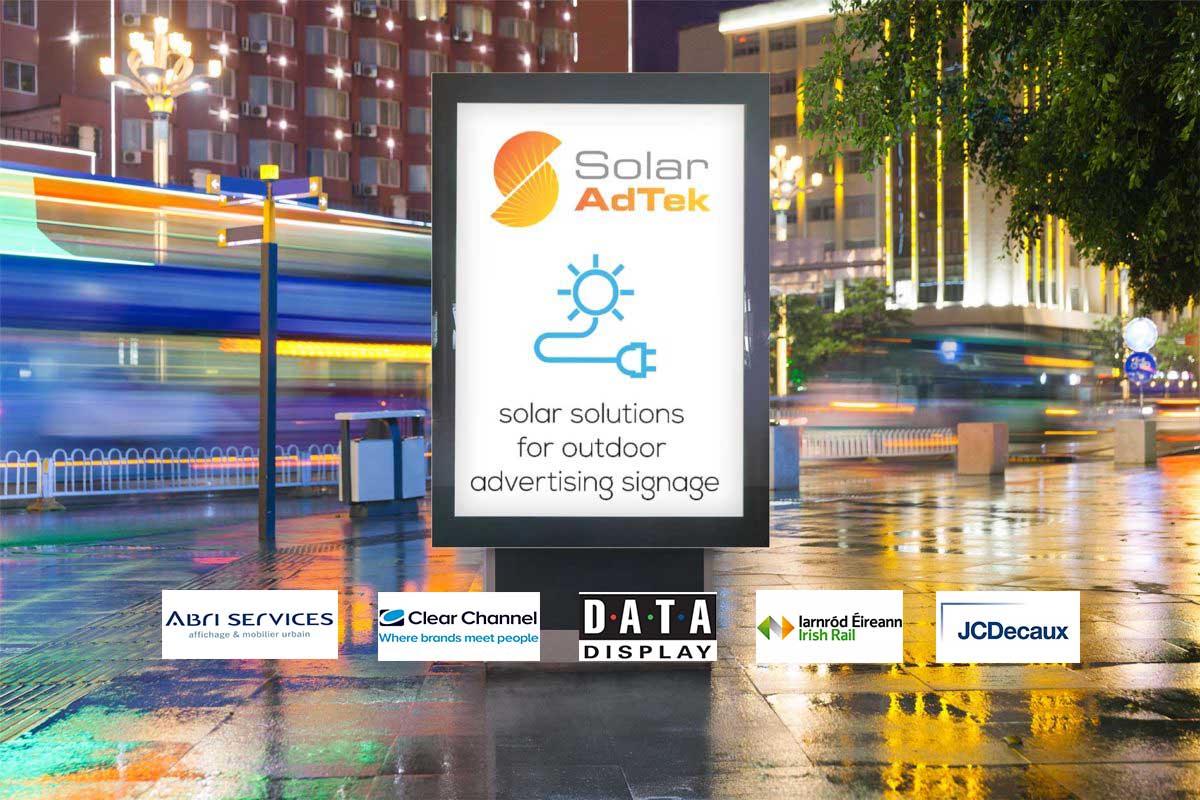 Solar
AdTek
solar solutions
for outdoor
advertising signage
ABRI SERVICES
affichage & mobilier urbain
Clear Channel
Where brands meet people
DATA
DISPLAY
Iarnród Éireann
Irish Rail
JCDecaux